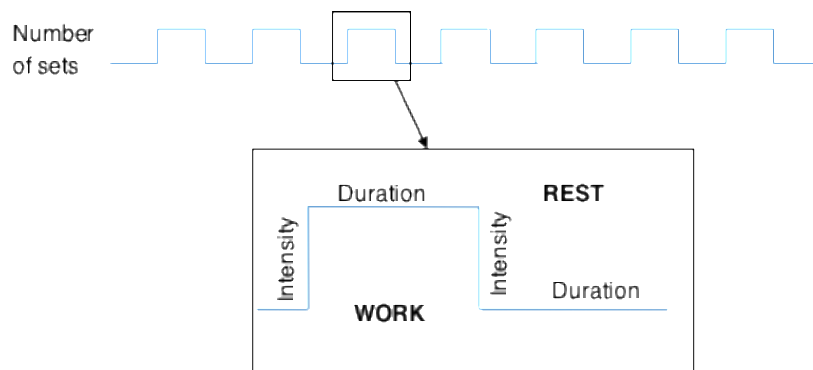 Number
of sets
Duration
REST
Intensity
Intensity
Duration
WORK